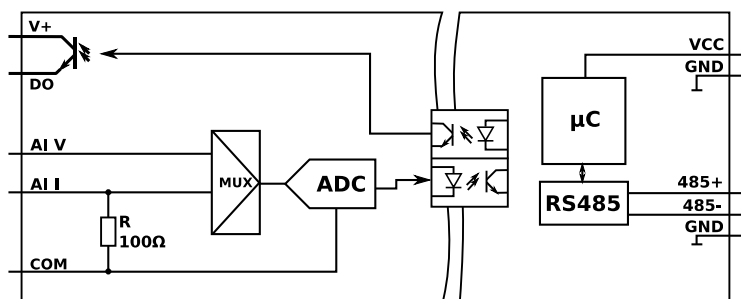 V+
DO
AI V
AI I
R
100Ω
COM
MUX
ADC
µC
RS485
VCC
GND
485+
485-
GND